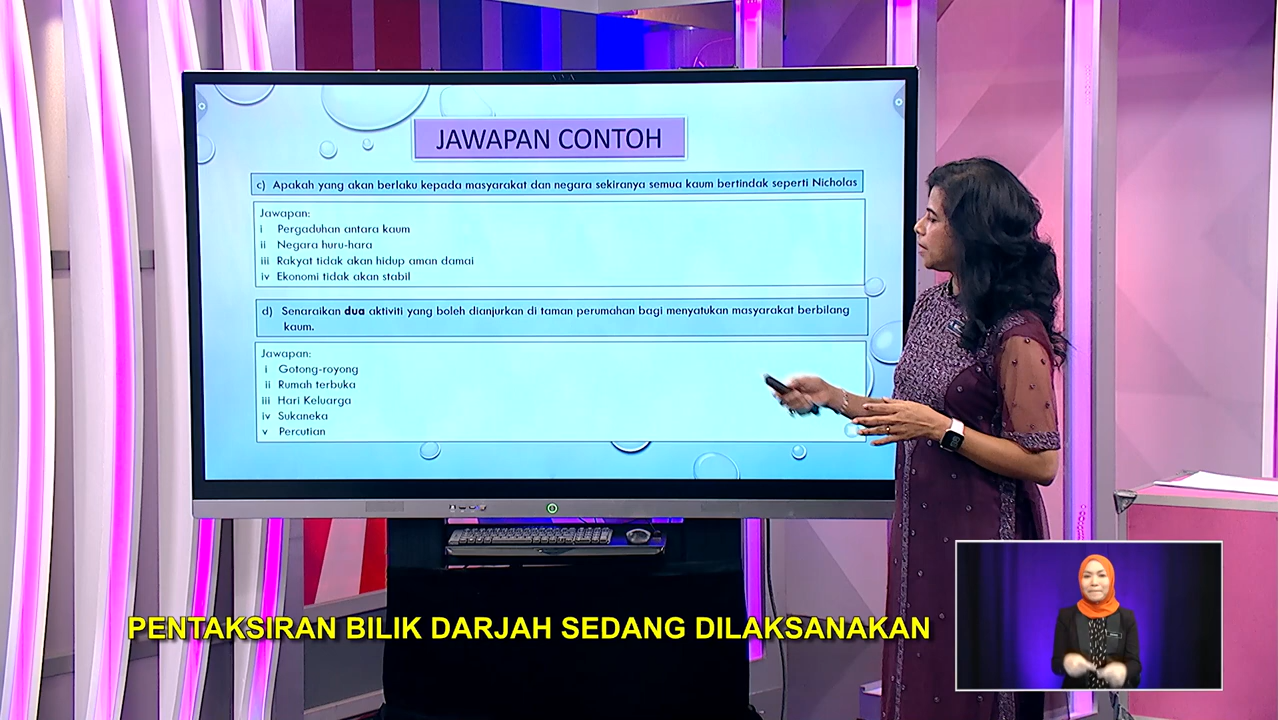 JAWAPAN CONTOH
c) Apakah yang akan berlaku kepada masyarakat dan negara sekiranya semua kaum bertindak seperti Nicholas
Jawapan:
i Pergaduhan antara kaum
ii Negara huru-hara
iii Rakyat tidak akan hidup aman damai
iv Ekonomi tidak akan stabil
d) Senaraikan dua aktiviti yang boleh dianjurkan di taman perumahan bagi menyatukan masyarakat berbilang
kaum.
Jawapan:
i Gotong-royong
ii Rumah terbuka
iii Hari Keluarga
iv Sukaneka
v Percutian
PENTAKSIRAN BILIK DARJAH SEDANG DILAKSANAKAN